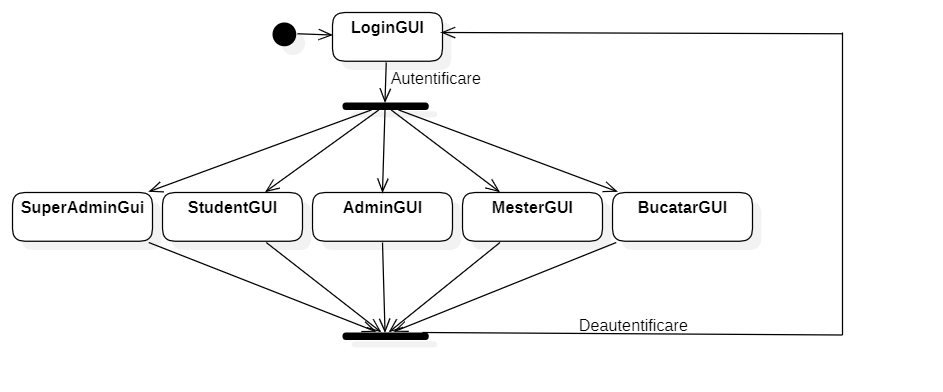 LoginGUI
Autentificare
SuperAdminGui
StudentGUI
AdminGUI
MesterGUI
BucatarGUI
Deautentificare